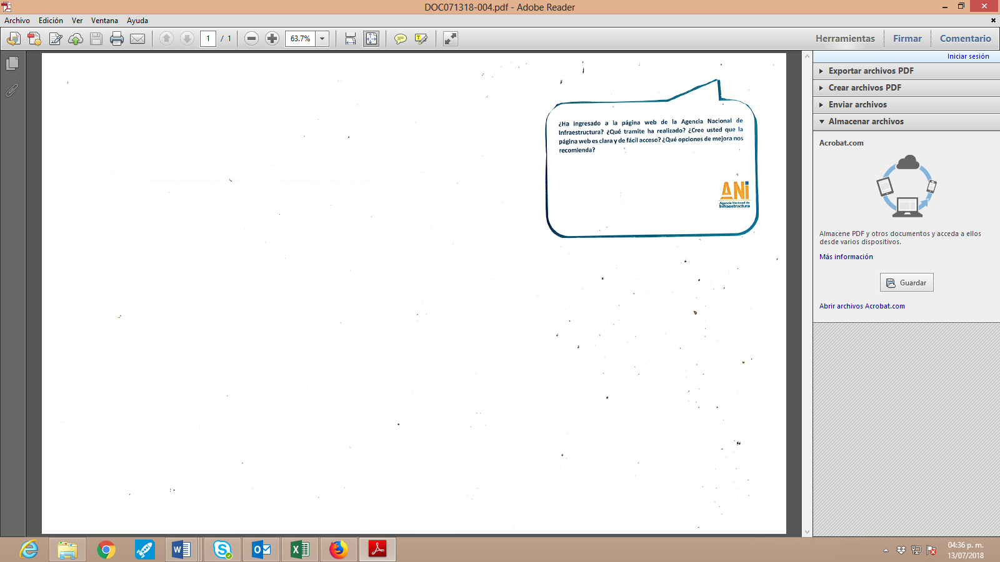 DOC071318-004.pdf - Adobe Reader
Archivo Edición Ver Ventana Ayuda
1 / 1 63.7% Herramientas Firmar Comentario
Iniciar sesión
Exportar archivos PDF
Crear archivos PDF
Enviar archivos
Almacenar archivos
Acrobat.com
Almacene PDF y otros documentos y acceda a ellos
desde varios dispositivos.
Más información
Guardar
Abrir archivos Acrobat.com
¿Ha ingresado a la página web de la Agencia Nacional de
Infraestructura? ¿Qué tramite ha realizado? ¿Cree usted que la
página web es clara y de fácil acceso? ¿Qué opciones de mejora nos
recomienda?
ANi
Agencia Nacional de
Infraestructura
04:36 p. m.
13/07/2018